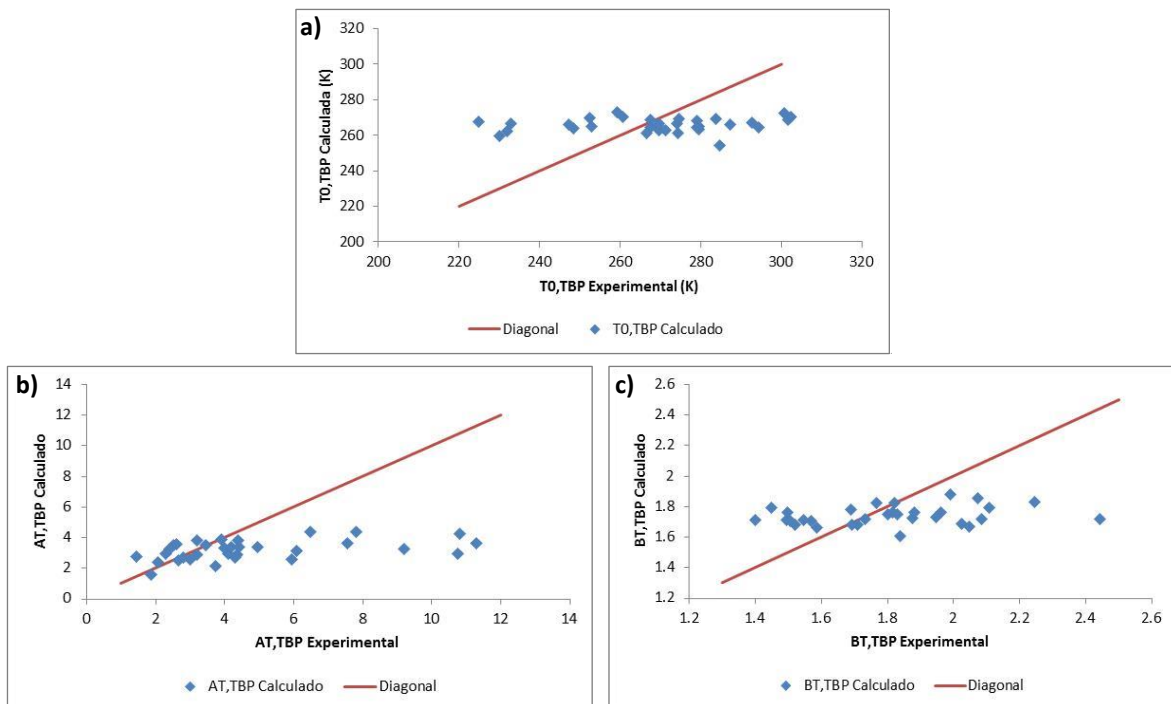 a)
T0,TBP Calculada (K)
320
300
280
260
240
220
200
200 220 240 260 280 300 320
T0,TBP Experimental (K)
Diagonal T0,TBP Calculado
b)
AT,TBP Calculado
14
12
10
8
6
4
2
0
0 2 4 6 8 10 12 14
AT,TBP Experimental
AT,TBP Calculado Diagonal
c)
BT,TBP Calculado
2.6
2.4
2.2
2
1.8
1.6
1.4
1.2
1.2 1.4 1.6 1.8 2 2.2 2.4 2.6
BT,TBP Experimental
BT,TBP Calculado Diagonal